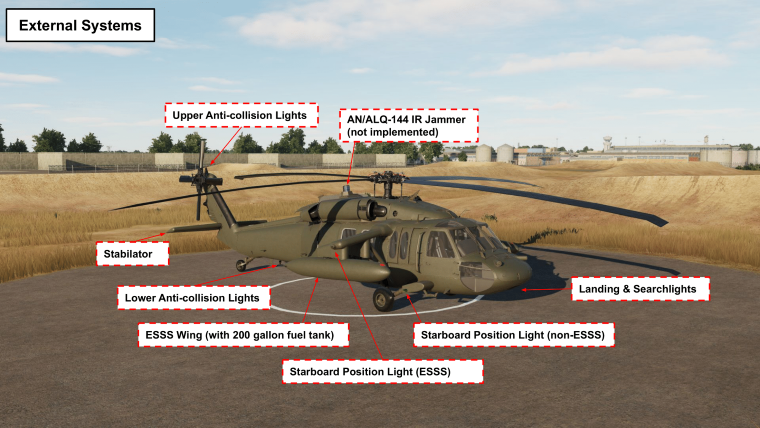 External Systems
Upper Anti-collision Lights
AN/ALQ-144 IR Jammer
(not implemented)
Stabilator
Lower Anti-collision Lights
Landing & Searchlights
ESSS Wing (with 200 gallon fuel tank)
Starboard Position Light (non-ESSS)
Starboard Position Light (ESSS)